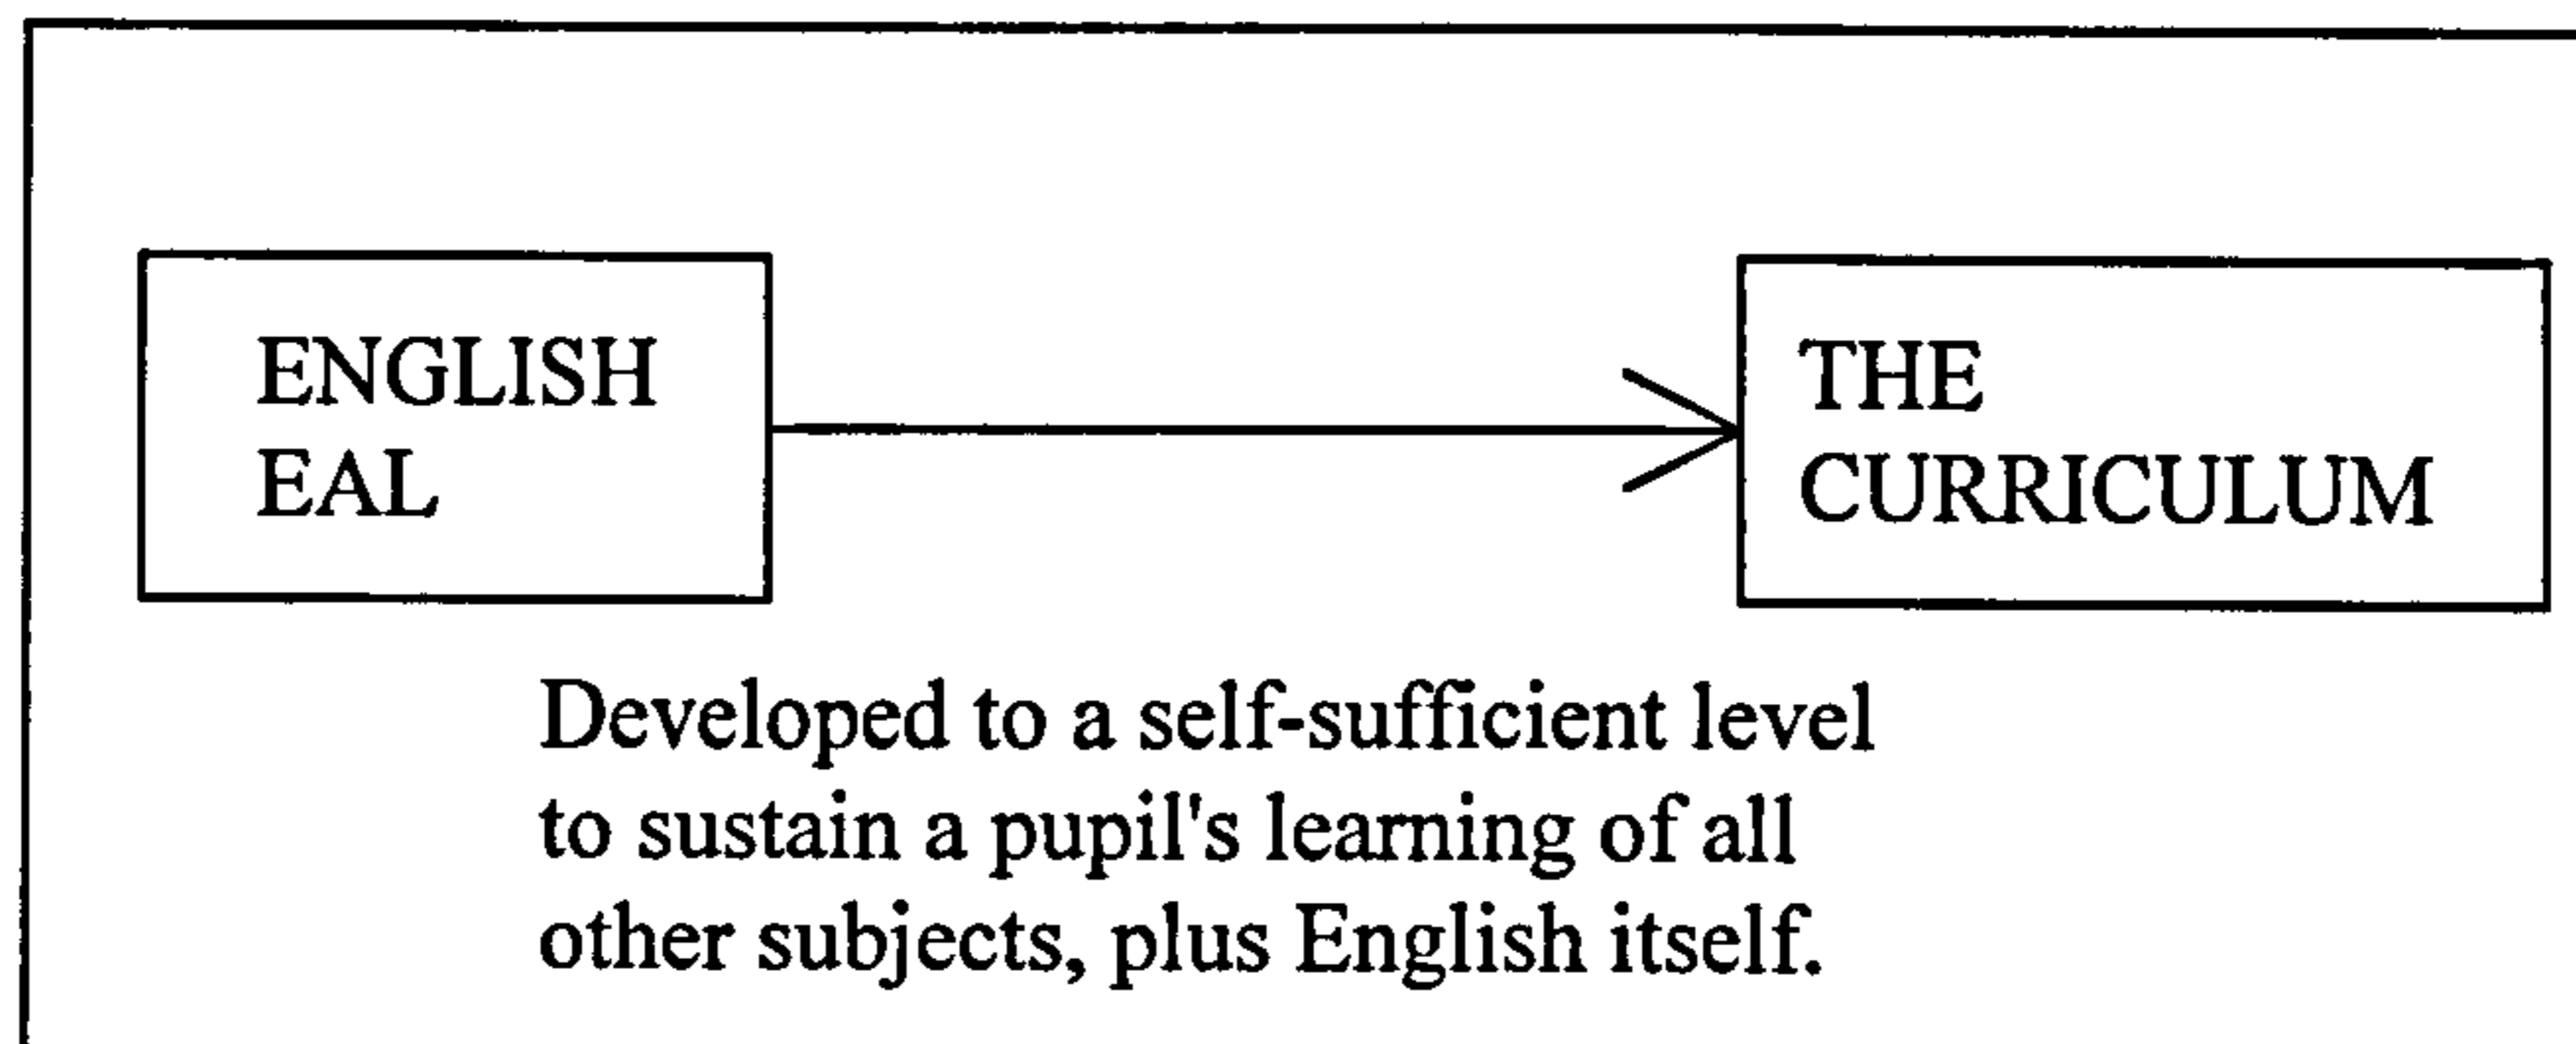 ENGLISH
EAL
THE
CURRICULUM
Developed to a self-sufficient level
to sustain a pupil's learning of all
other subjects, plus English itself.